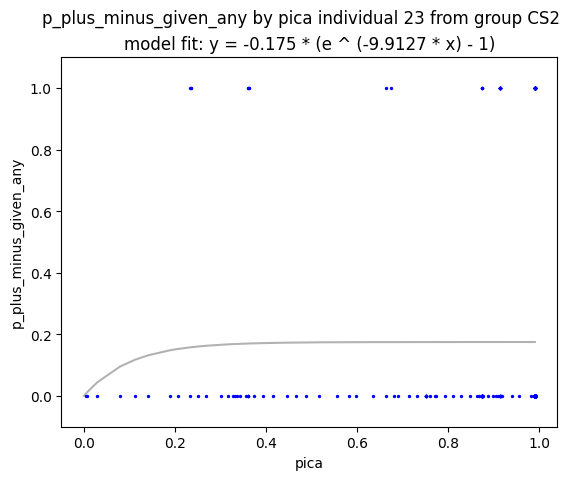 p_plus_minus_given_any by pica individual 23 from group CS2
model fit: y = -0.175 * (e ^ (-9.9127 * x) - 1)
1.0
0.8
0.6
0.4
0.2
0.0
p_plus_minus_given_any
0.0 0.2 0.4 0.6 0.8 1.0
pica